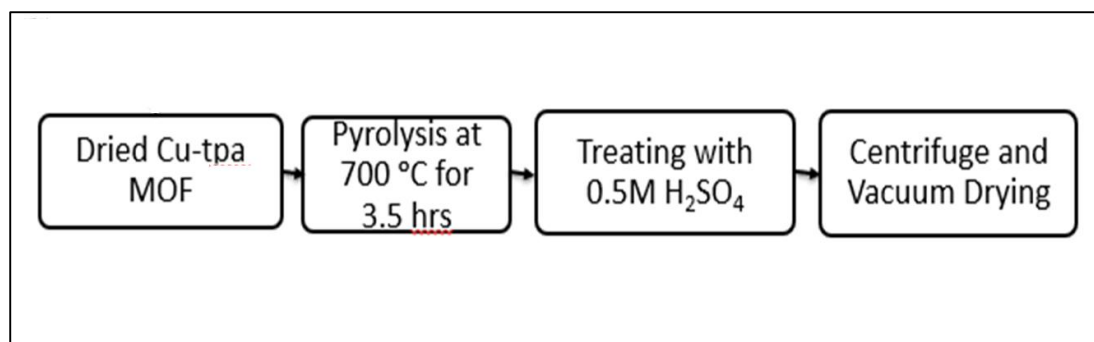 Dried Cu-tpa
MOF
Pyrolysis at
700 °C for
3.5 hrs
Treating with
0.5M H₂SO₄
Centrifuge and
Vacuum Drying